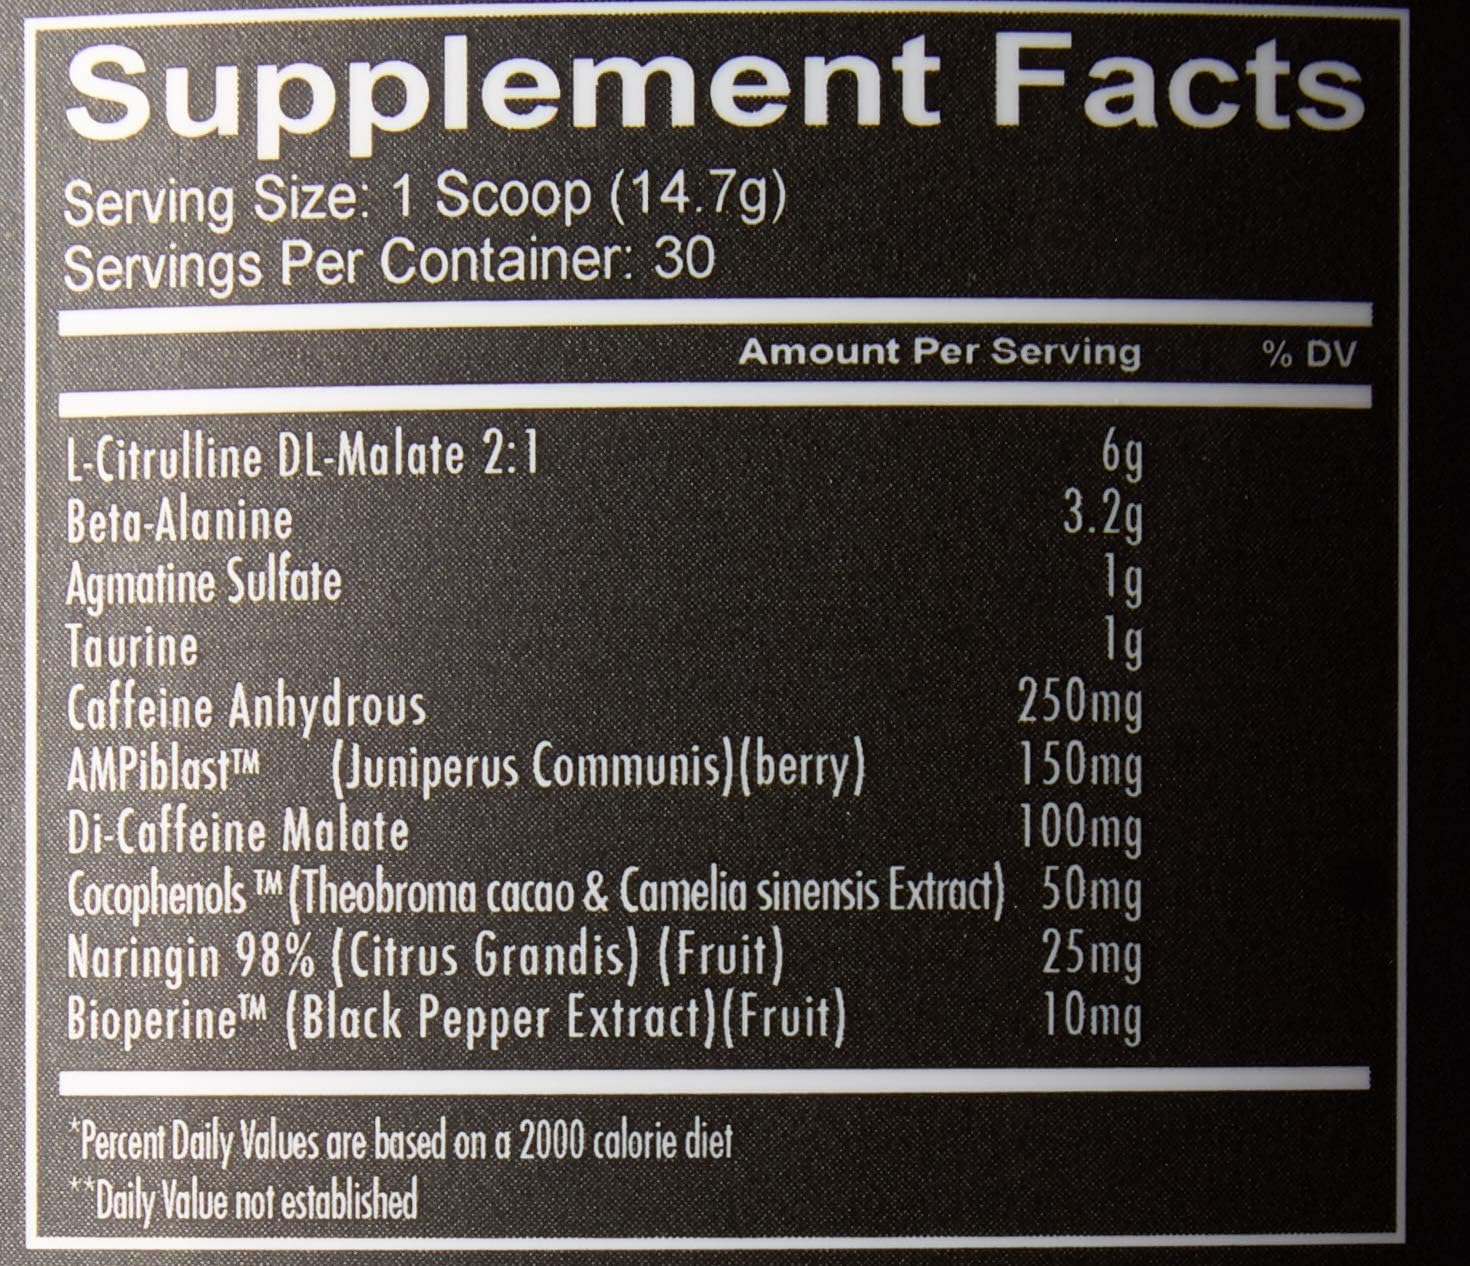 Supplement Facts
Serving Size: 1 Scoop (14.7g)
Servings Per Container: 30
Amount Per Serving % DV
L-Citrulline DL-Malate 2:1 6g
Beta-Alanine 3.2g
Agmatine Sulfate 1g
Taurine 1g
Caffeine Anhydrous 250mg
AMPiblast™ (Juniperus Communis)(berry) 150mg
Di-Caffeine Malate 100mg
Cocophenols ™(Theobroma cacao & Camelia sinensis Extract) 50mg
Naringin 98% (Citrus Grandis) (Fruit) 25mg
Bioperine™ (Black Pepper Extract)(Fruit) 10mg
*Percent Daily Values are based on a 2000 calorie diet
**Daily Value not established